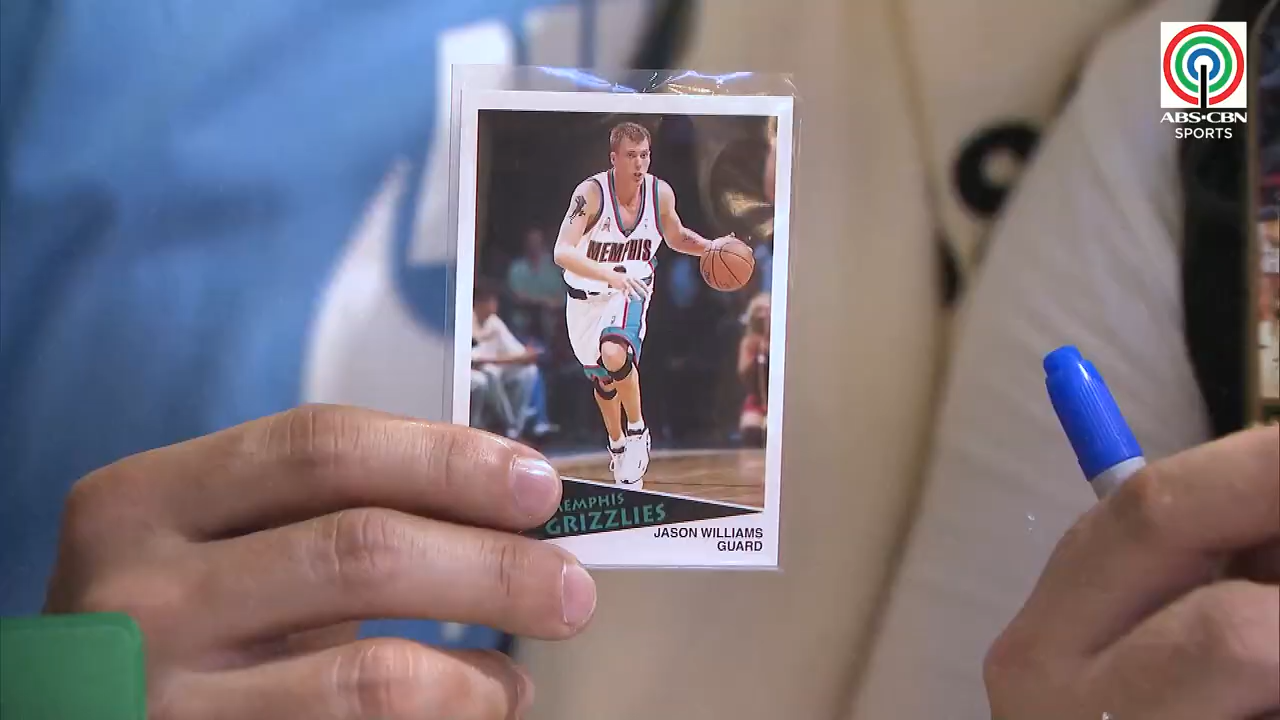 ABS-CBN
SPORTS
MEMPHIS
MEMPHIS
GRIZZLIES
JASON WILLIAMS
GUARD